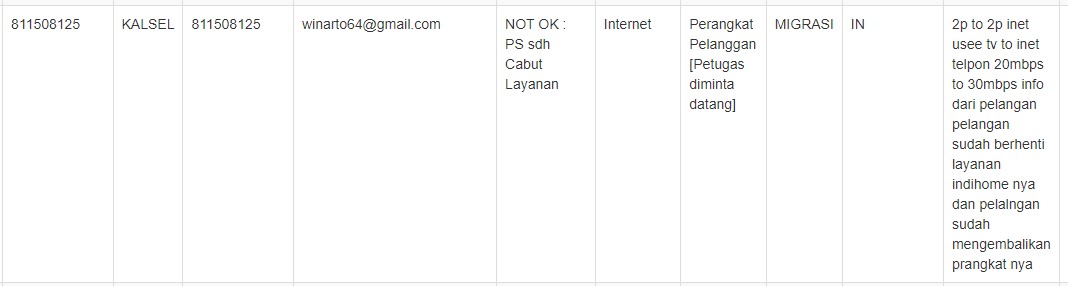 811508125 KALSEL 811508125 winarto64@gmail.com NOT OK : Internet Perangkat MIGRASI IN 2p to 2p inet
PS sdh Pelanggan usee tv to inet
Cabut [Petugas telpon 20mbps
Layanan diminta to 30mbps info
datang] dari pelangan
pelangan
sudah berhenti
layanan
indihome nya
dan pelalngan
sudah
mengembalikan
prangkat nya